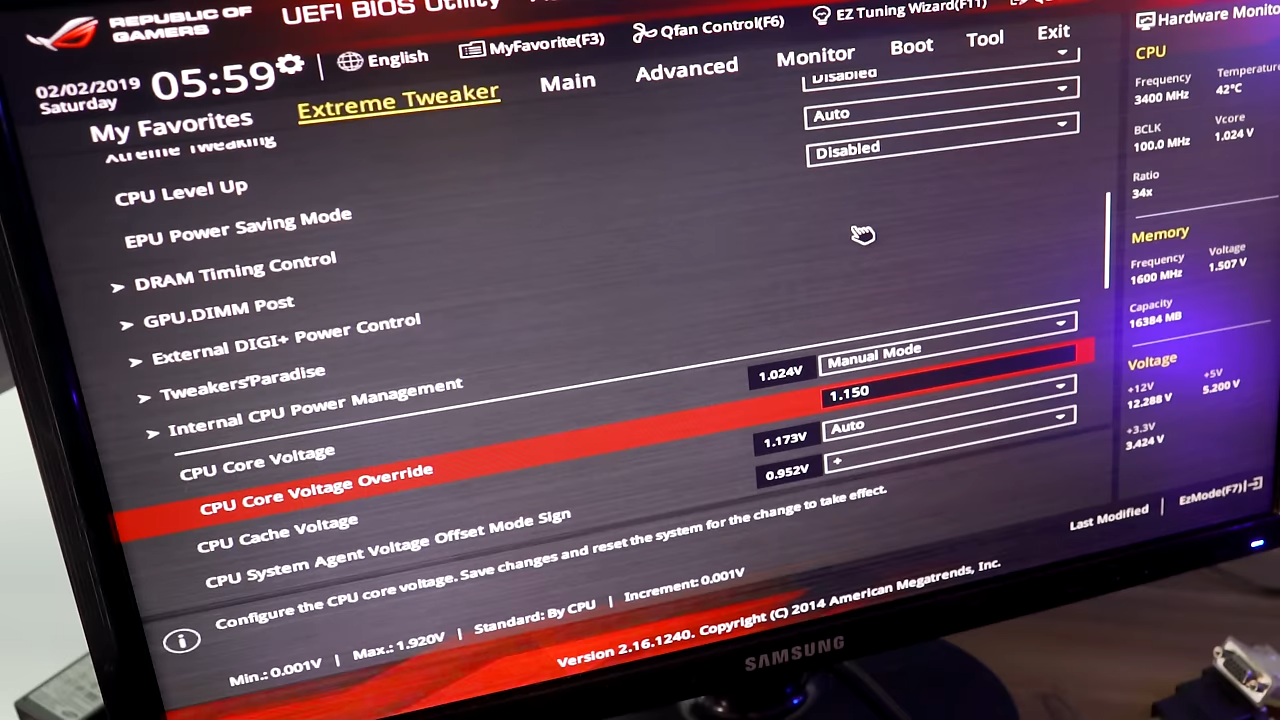 REPUBLIC OF
GAMERS
UEFI BIOS Utility
02/02/2019
Saturday
05:59
English
MyFavorite(F3)
Qfan Control(F6)
EZ Tuning Wizard(F11)
My Favorites
Extreme Tweaker
Main
Advanced
Monitor
Boot
Tool
Exit
Disabled
Xtreme Tweaking
Auto
CPU Level Up
Disabled
EPU Power Saving Mode
> DRAM Timing Control
> GPU.DIMM Post
> External DIGI+ Power Control
> Tweakers'Paradise
> Internal CPU Power Management
CPU Core Voltage
1.024V
Manual Mode
CPU Core Voltage Override
1.150
CPU Cache Voltage
1.173V
Auto
CPU System Agent Voltage Offset Mode Sign
0.952V
+
Configure the CPU core voltage. Save changes and reset the system for the change to take effect.
Min.: 0.001V | Max.: 1.920V | Standard: By CPU | Increment: 0.001V
Version 2.16.1240. Copyright (C) 2014 American Megatrends, Inc.
Last Modified
EzMode(F7)
Hardware Monito
CPU
Frequency
3400 MHz
Temperature
42°C
BCLK
100.0 MHz
Vcore
1.024 V
Ratio
34x
Memory
Frequency
1600 MHz
Voltage
1.507 V
Capacity
16384 MB
Voltage
+12V
12.288 V
+5V
5.200 V
+3.3V
3.424 V
SAMSUNG